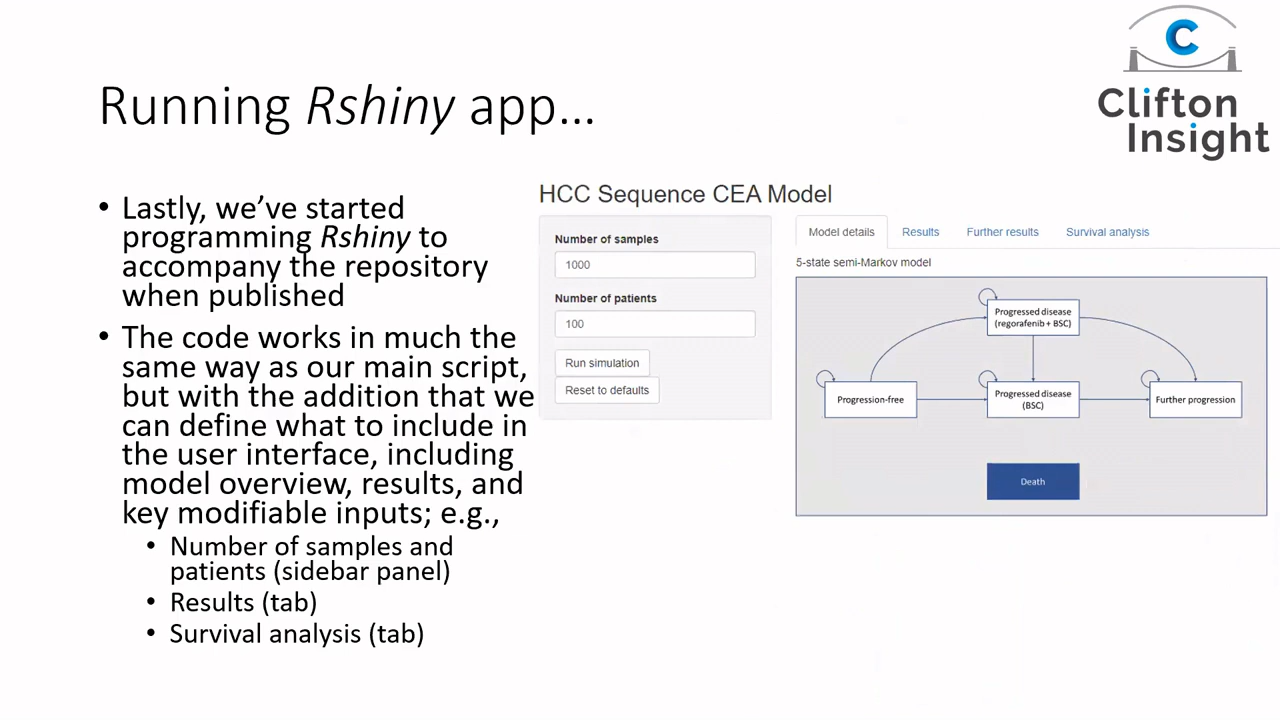 Clifton
Insight
Running Rshiny app...
• Lastly, we’ve started
programming Rshiny to
accompany the repository
when published
• The code works in much the
same way as our main script,
but with the addition that we
can define what to include in
the user interface, including
model overview, results, and
key modifiable inputs; e.g.,
• Number of samples and
patients (sidebar panel)
• Results (tab)
• Survival analysis (tab)
HCC Sequence CEA Model
Number of samples
1000
Number of patients
100
Run simulation
Reset to defaults
Model details
Results
Further results
Survival analysis
5-state semi-Markov model
Progressed disease
(regorafenib + BSC)
Progression-free
Progressed disease
(BSC)
Further progression
Death